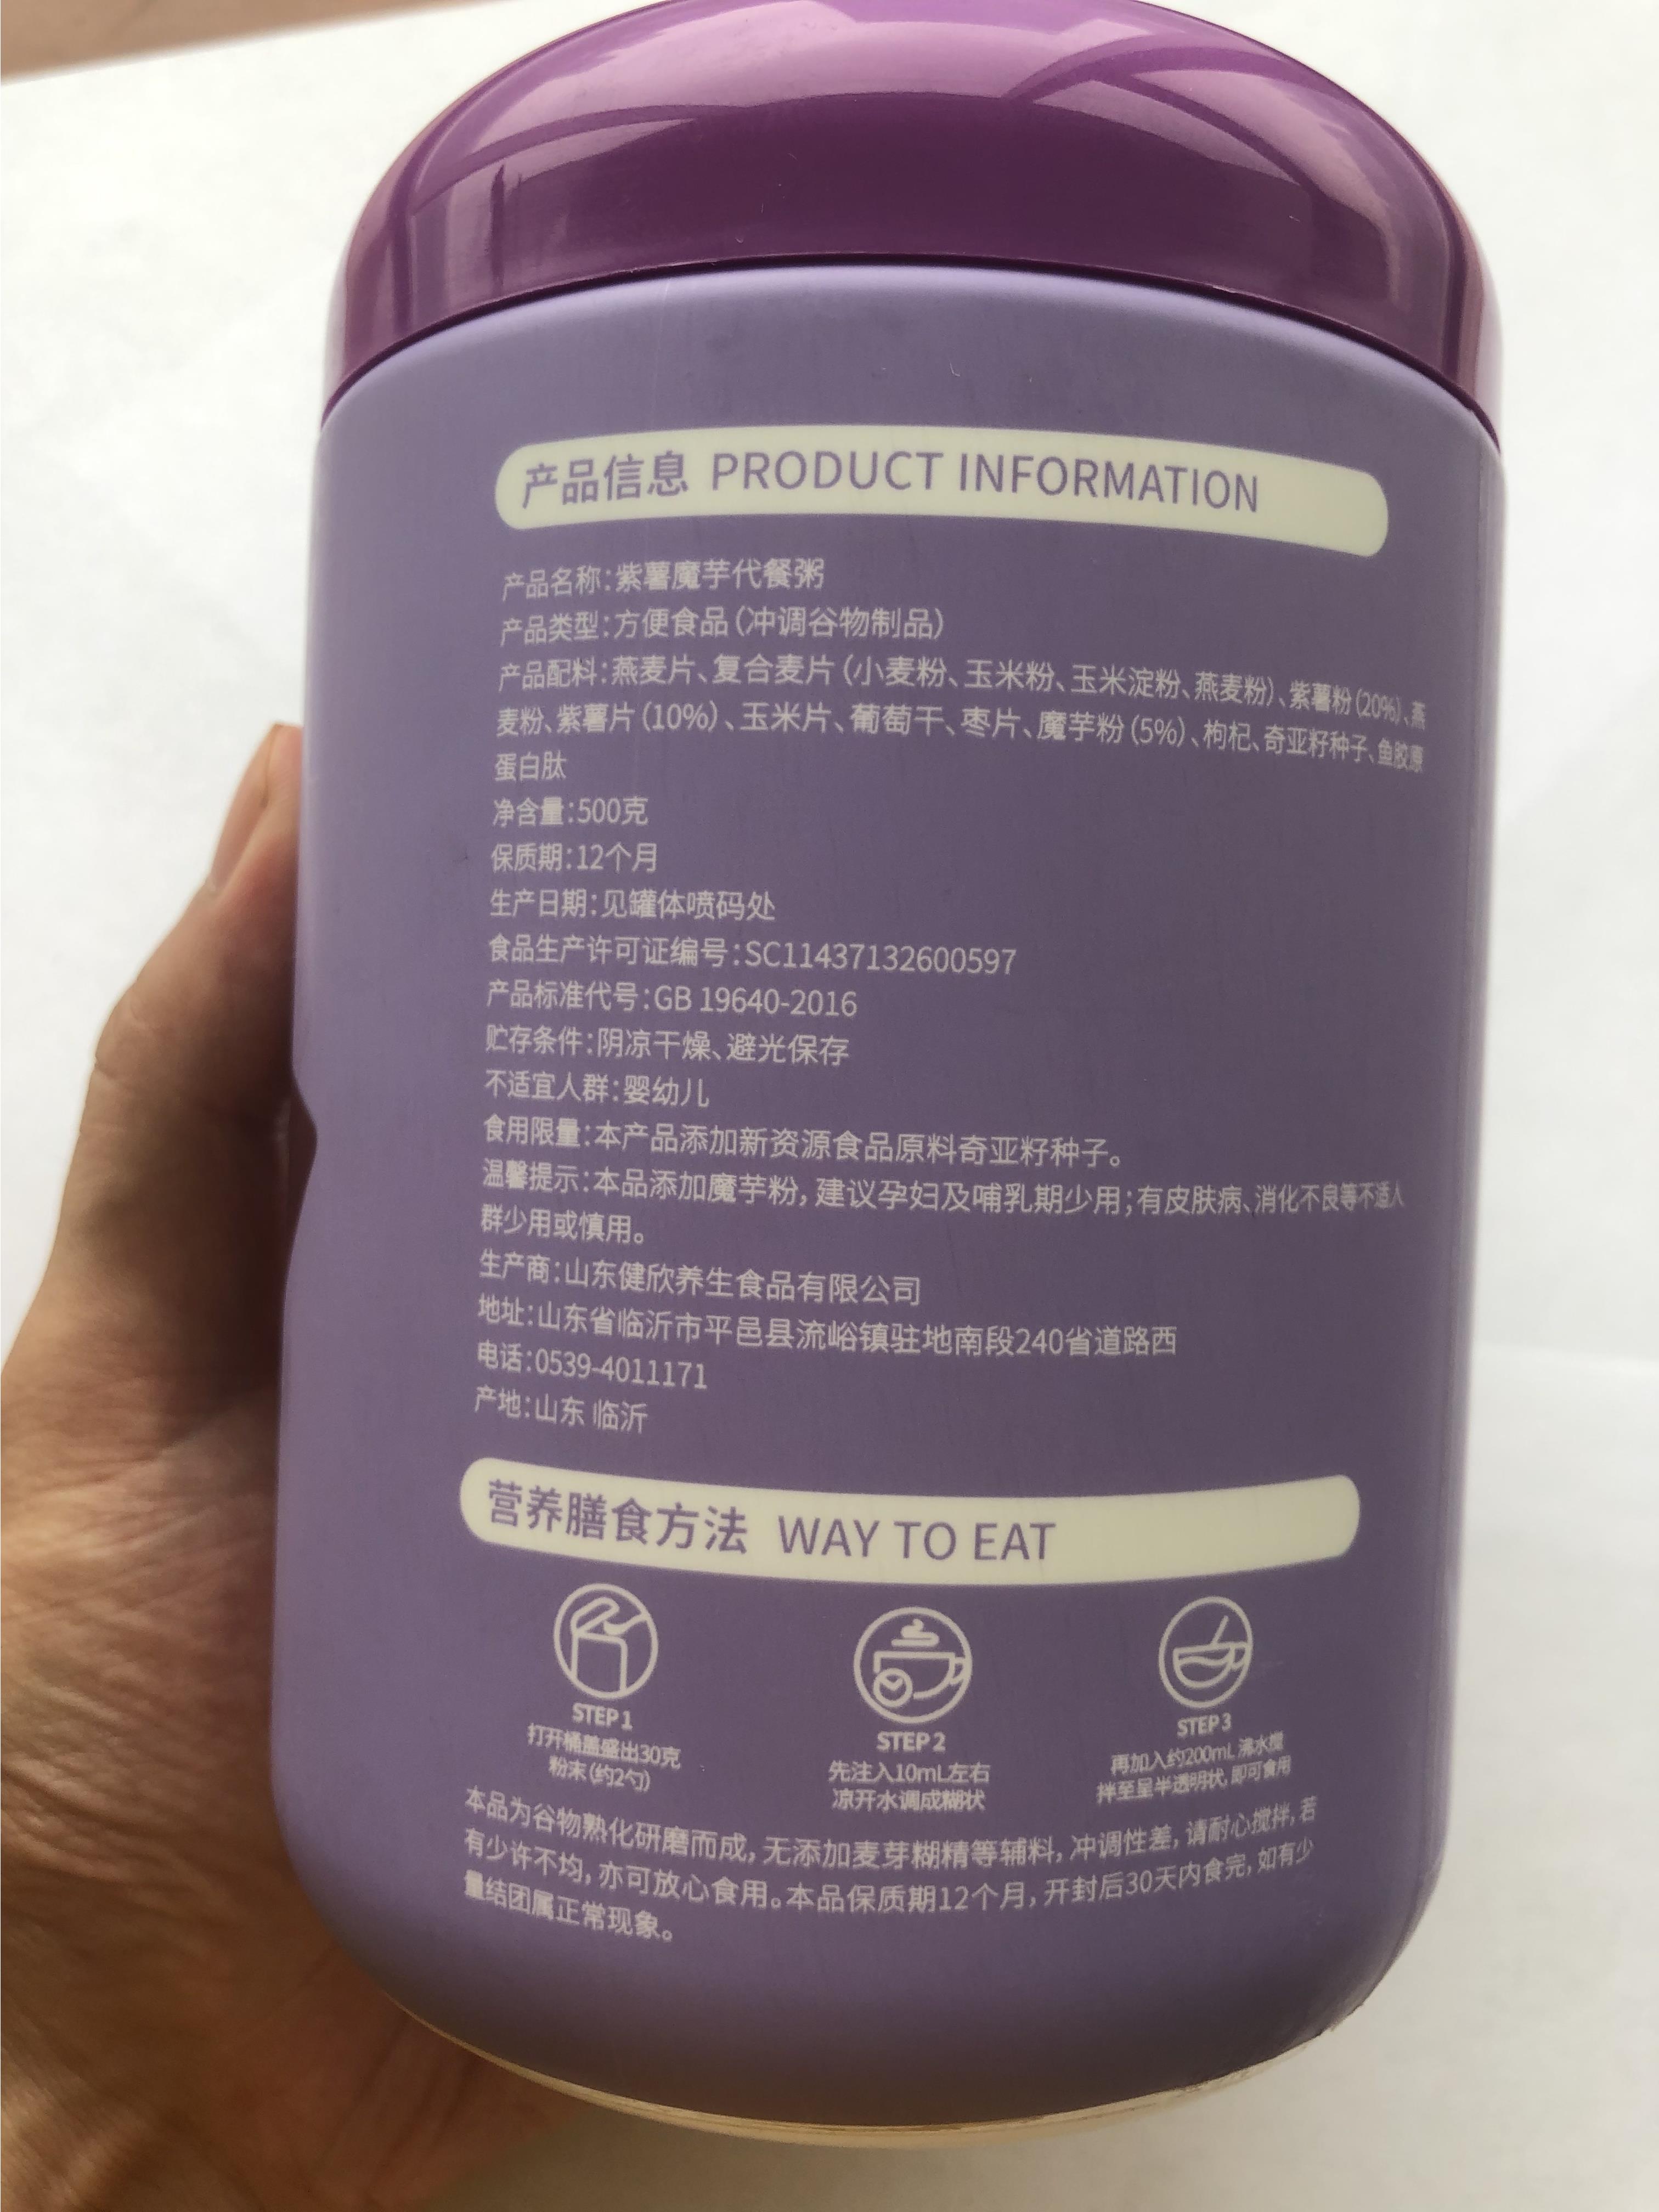 产品信息 PRODUCT INFORMATION
产品名称：紫薯魔芋代餐粥
产品类型：方便食品（冲调谷物制品）
产品配料：燕麦片、复合麦片（小麦粉、玉米粉、玉米淀粉、燕麦粉）、紫薯粉（20%）、燕
麦粉、紫薯片（10%）、玉米片、葡萄干、枣片、魔芋粉（5%）、枸杞、奇亚籽种子、鱼胶原
蛋白肽
净含量：500克
保质期：12个月
生产日期：见罐体喷码处
食品生产许可证编号：SC11437132600597
产品标准代号：GB 19640-2016
贮存条件：阴凉干燥、避光保存
不适宜人群：婴幼儿
食用限量：本产品添加新资源食品原料奇亚籽种子。
温馨提示：本品添加魔芋粉，建议孕妇及哺乳期少用；有皮肤病、消化不良等不适人
群少用或慎用。
生产商：山东健欣养生食品有限公司
地址：山东省临沂市平邑县流峪镇驻地南段240省道路西
电话：0539-4011171
产地：山东 临沂
营养膳食方法 WAY TO EAT
STEP 1
打开桶盖盛出30克
粉末（约2勺）
STEP 2
先注入10mL左右
凉开水调成糊状
STEP 3
再加入约200mL 沸水搅
拌至呈半透明状，即可食用
本品为谷物熟化研磨而成，无添加麦芽糊精等辅料，冲调性差，请耐心搅拌，若
有少许不均，亦可放心食用。本品保质期12个月，开封后30天内食完，如有少
量结团属正常现象。